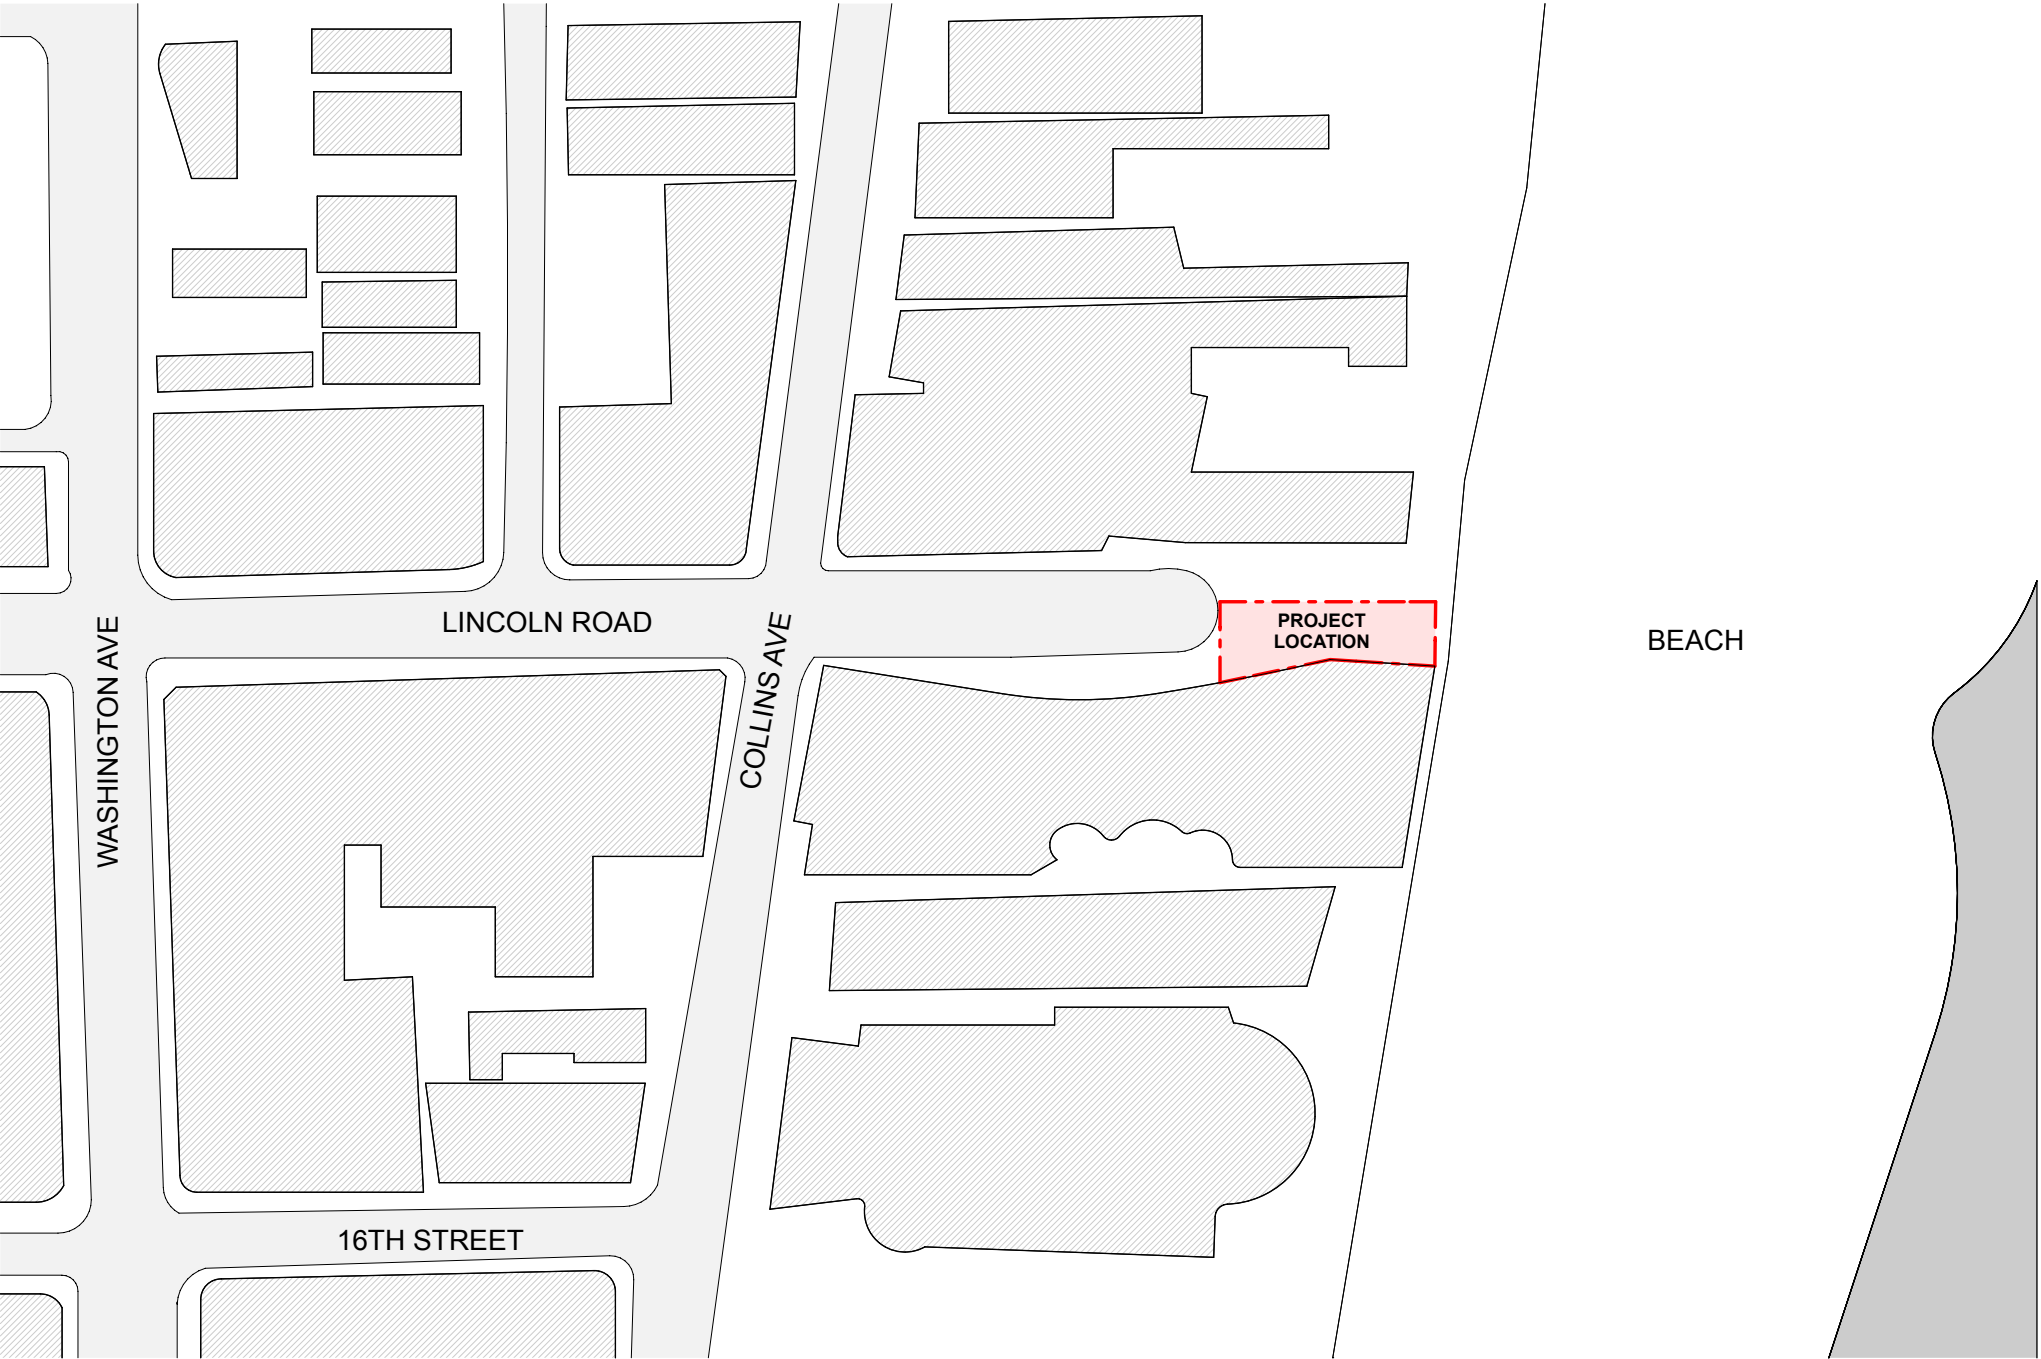 LINCOLN ROAD
PROJECT
LOCATION
BEACH
WASHINGTON AVE
COLLINS AVE
16TH STREET